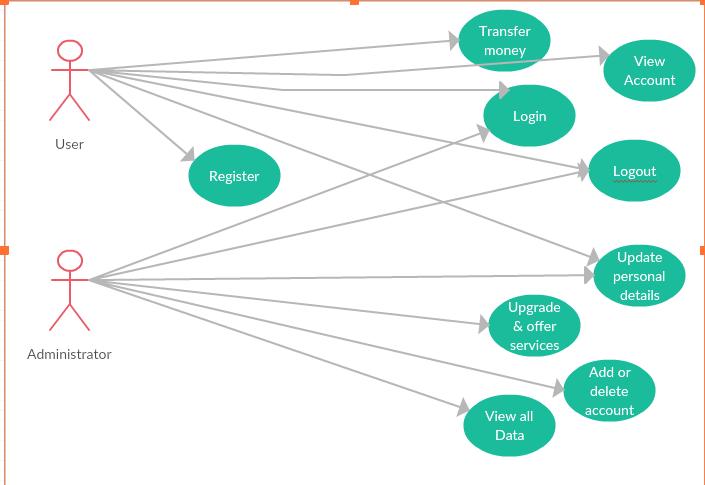 Transfer
money
View
Account
Login
User
Register
Logout
Update
personal
details
Upgrade
& offer
services
Administrator
Add or
delete
account
View all
Data